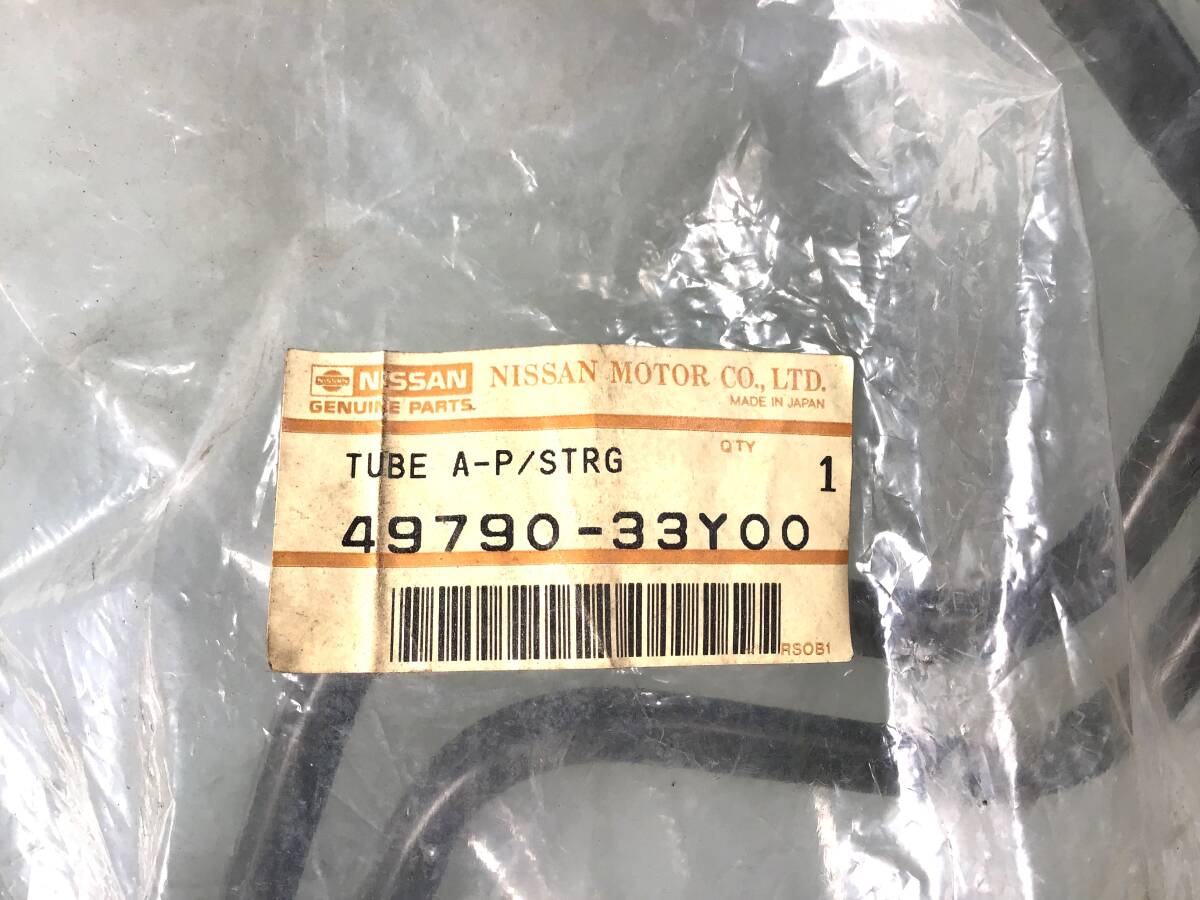 NISSAN NISSAN MOTOR CO., LTD.
GENUINE PARTS MADE IN JAPAN
QTY
TUBE A-P/STRG 1
49790-33Y00
RSOB1